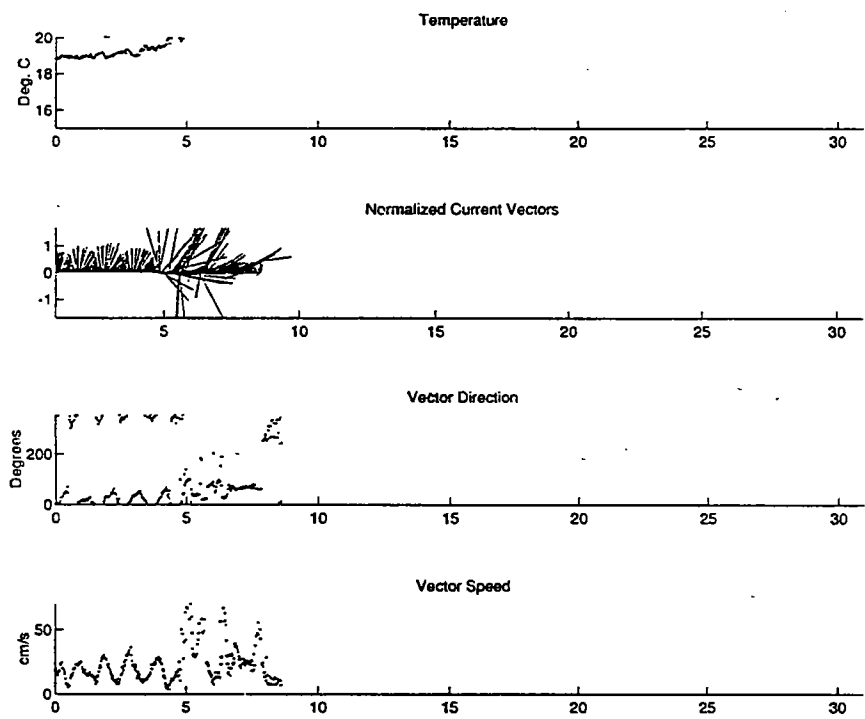 Temperature
20
18
16
Deg. C
0 5 10 15 20 25 30
Normalized Current Vectors
1
0
-1
5 10 15 20 25 30
Vector Direction
200
0
Degrees
0 5 10 15 20 25 30
Vector Speed
50
0
cm/s
0 5 10 15 20 25 30